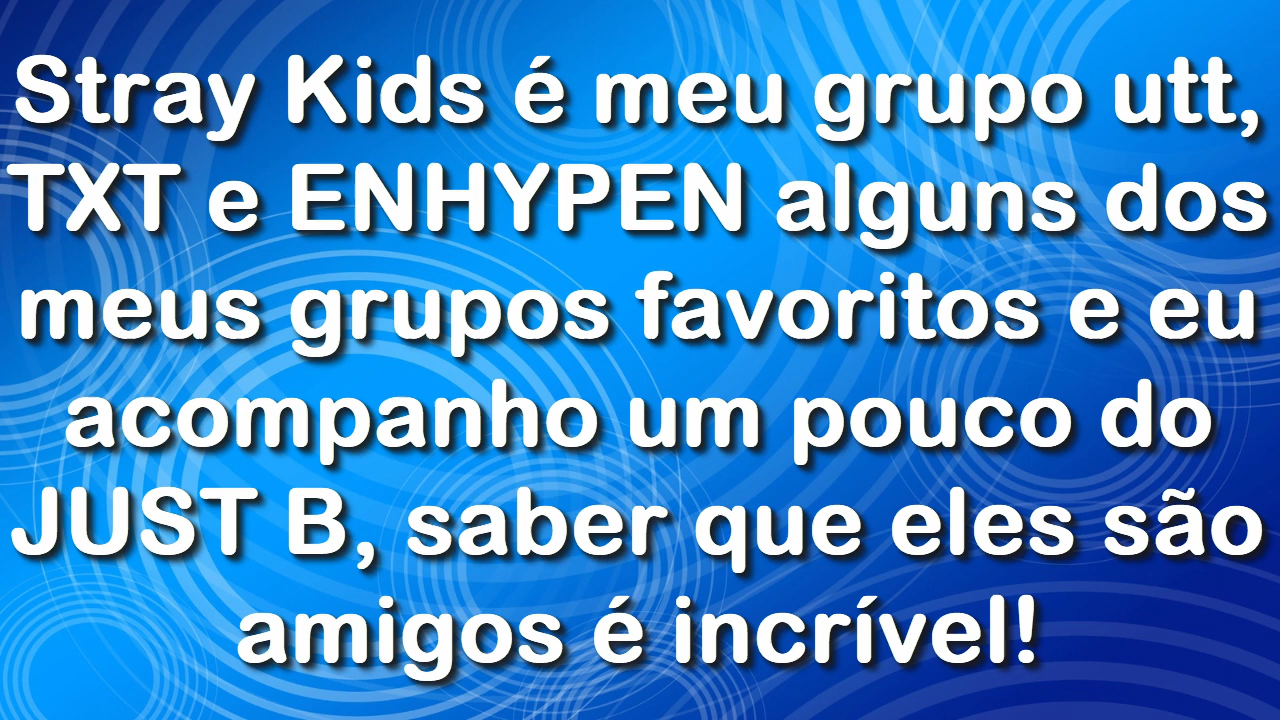 Stray Kids é meu grupo utt,
TXT e ENHYPEN alguns dos
meus grupos favoritos e eu
acompanho um pouco do
JUST B, saber que eles são
amigos é incrível!